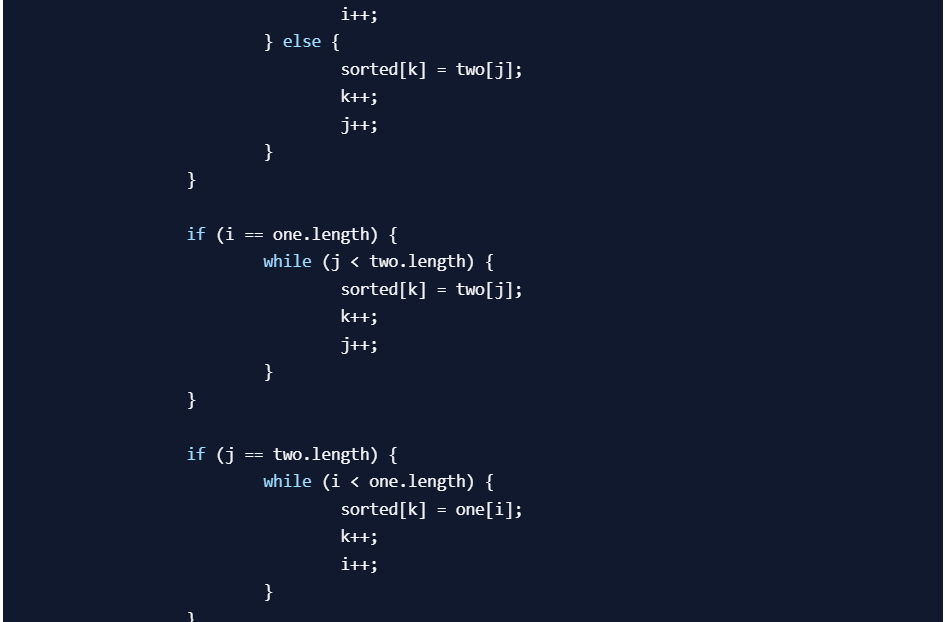 i++;
} else {
sorted[k] = two[j];
k++;
j++;
}
}
if (i == one.length) {
while (j < two.length) {
sorted[k] = two[j];
k++;
j++;
}
}
if (j == two.length) {
while (i < one.length) {
sorted[k] = one[i];
k++;
i++;
}
}